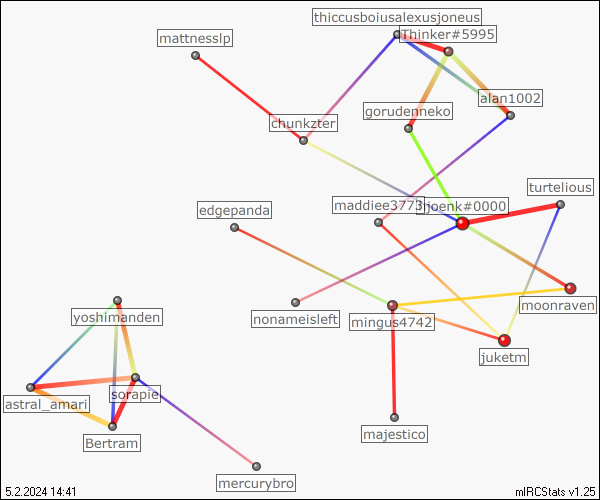 thiccusboiusalexusjoneus
Thinker#5995
mattnesslp
alan1002
gorudenneko
chunkzter
turtelious
maddiee3773
joenk#0000
edgepanda
moonraven
yoshimanden
nonameisleft
mingus4742
juketm
sorapie
astral_amari
Bertram
majestico
mercurybro
5.2.2024 14:41
mIRCStats v1.25